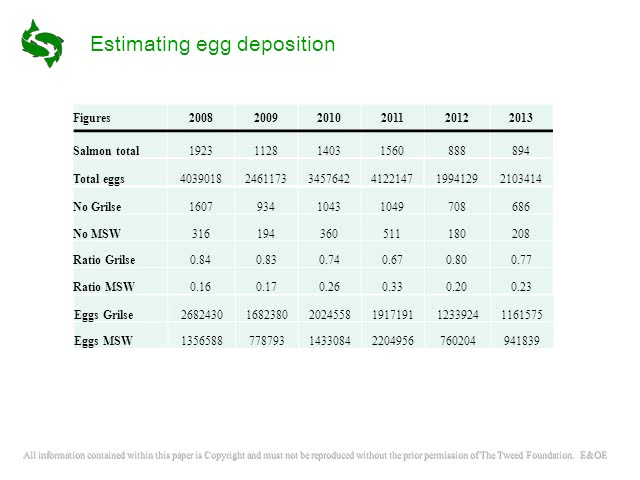 Estimating egg deposition
Figures 2008 2009 2010 2011 2012 2013
Salmon total 1923 1128 1403 1560 888 894
Total eggs 4039018 2461173 3457642 4122147 1994129 2103414
No Grilse 1607 934 1043 1049 708 686
No MSW 316 194 360 511 180 208
Ratio Grilse 0.84 0.83 0.74 0.67 0.80 0.77
Ratio MSW 0.16 0.17 0.26 0.33 0.20 0.23
Eggs Grilse 2682430 1682380 2024558 1917191 1233924 1161575
Eggs MSW 1356588 778793 1433084 2204956 760204 941839
All information contained within this paper is Copyright and must not be reproduced without the prior permission of The Tweed Foundation. E&OE